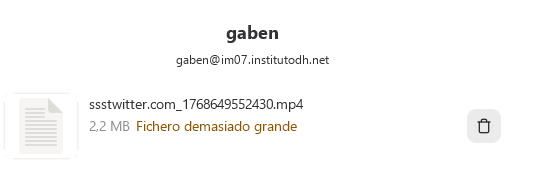 gaben
gaben@im07.institutodh.net
ssstwitter.com_1768649552430.mp4
2,2 MB Fichero demasiado grande